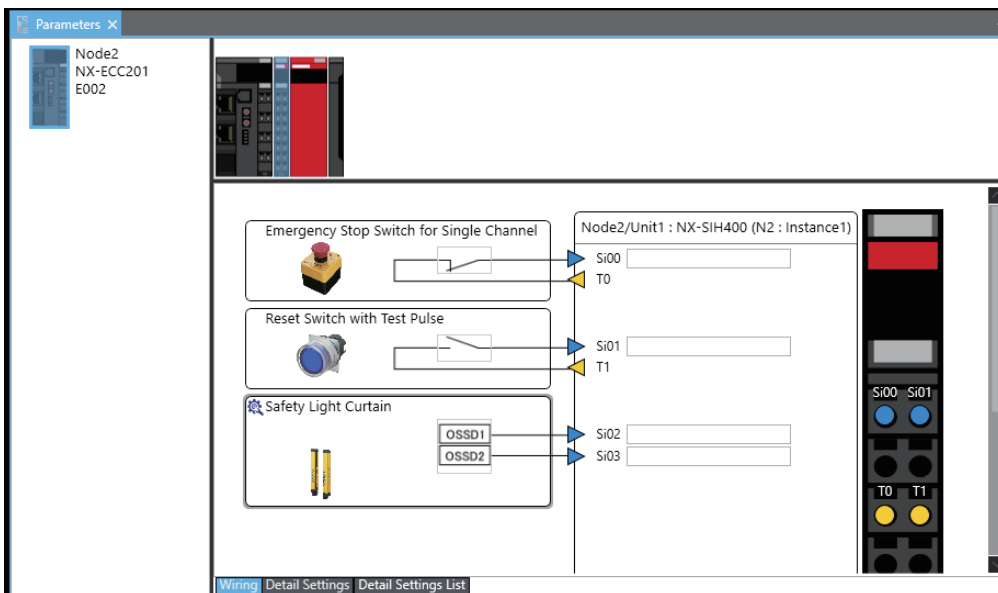 Parameters
Node2
NX-ECC201
E002
Emergency Stop Switch for Single Channel
Node2/Unit1 : NX-SIH400 (N2 : Instance1)
Si00
T0
Reset Switch with Test Pulse
Si01
T1
Safety Light Curtain
OSSD1
OSSD2
Si02
Si03
Si00 Si01
T0 T1
Wiring Detail Settings Detail Settings List